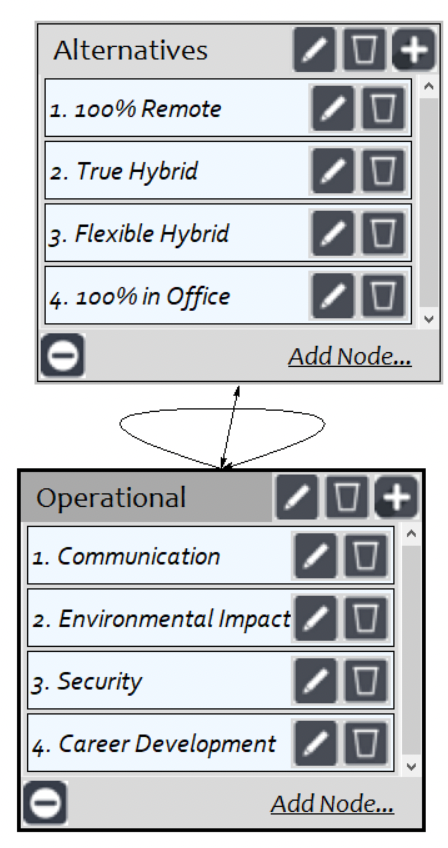 Alternatives
1. 100% Remote
2. True Hybrid
3. Flexible Hybrid
4. 100% in Office
Add Node...
Operational
1. Communication
2. Environmental Impact
3. Security
4. Career Development
Add Node...